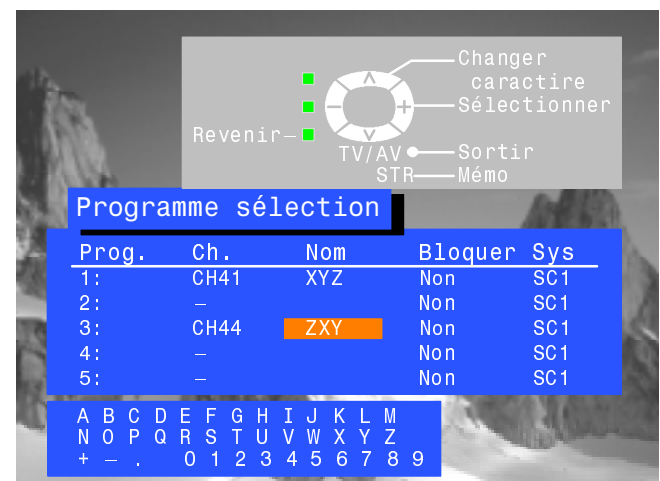 Changer
caractire
Sélectionner
Revenir
TV/AV Sortir
STR Mémo
Programme sélection
Prog. Ch. Nom Bloquer Sys
1: CH41 XYZ Non SC1
2: – Non SC1
3: CH44 ZXY Non SC1
4: – Non SC1
5: – Non SC1
A B C D E F G H I J K L M
N O P Q R S T U V W X Y Z
+ – . 0 1 2 3 4 5 6 7 8 9